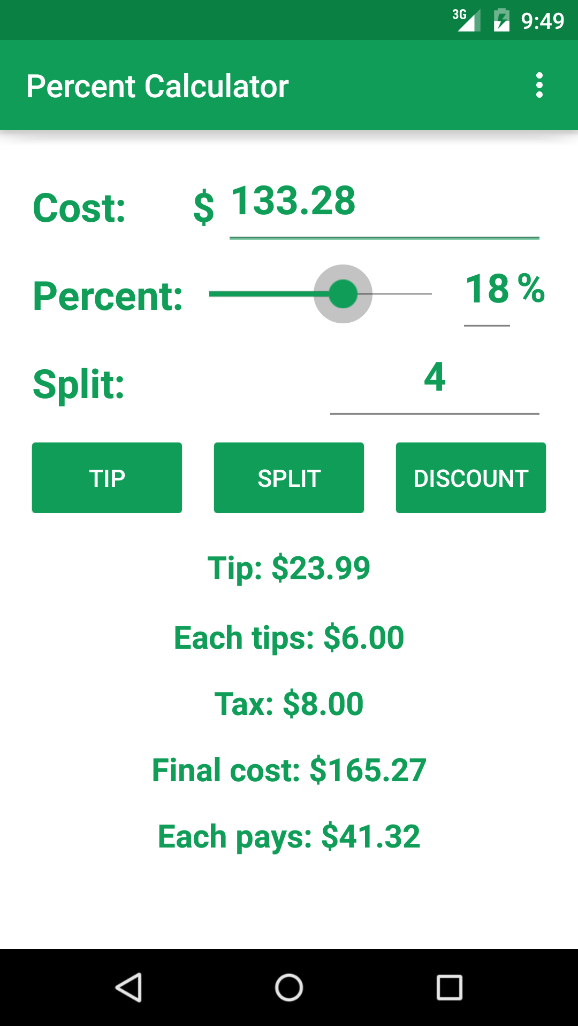 3G 9:49
Percent Calculator
Cost: $ 133.28
Percent: 18 %
Split: 4
TIP SPLIT DISCOUNT
Tip: $23.99
Each tips: $6.00
Tax: $8.00
Final cost: $165.27
Each pays: $41.32